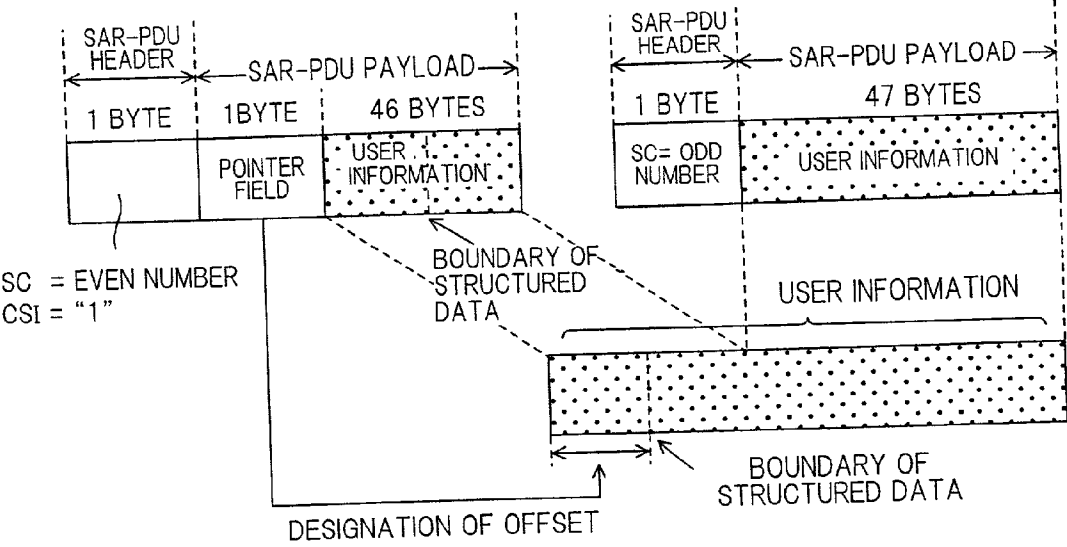 SAR-PDU
HEADER
SAR-PDU PAYLOAD
1 BYTE
1BYTE
46 BYTES
POINTER
FIELD
USER
INFORMATION
SC = EVEN NUMBER
CSI = “1”
BOUNDARY OF
STRUCTURED
DATA
SAR-PDU
HEADER
SAR-PDU PAYLOAD
1 BYTE
47 BYTES
SC= ODD
NUMBER
USER INFORMATION
USER INFORMATION
BOUNDARY OF
STRUCTURED DATA
DESIGNATION OF OFFSET